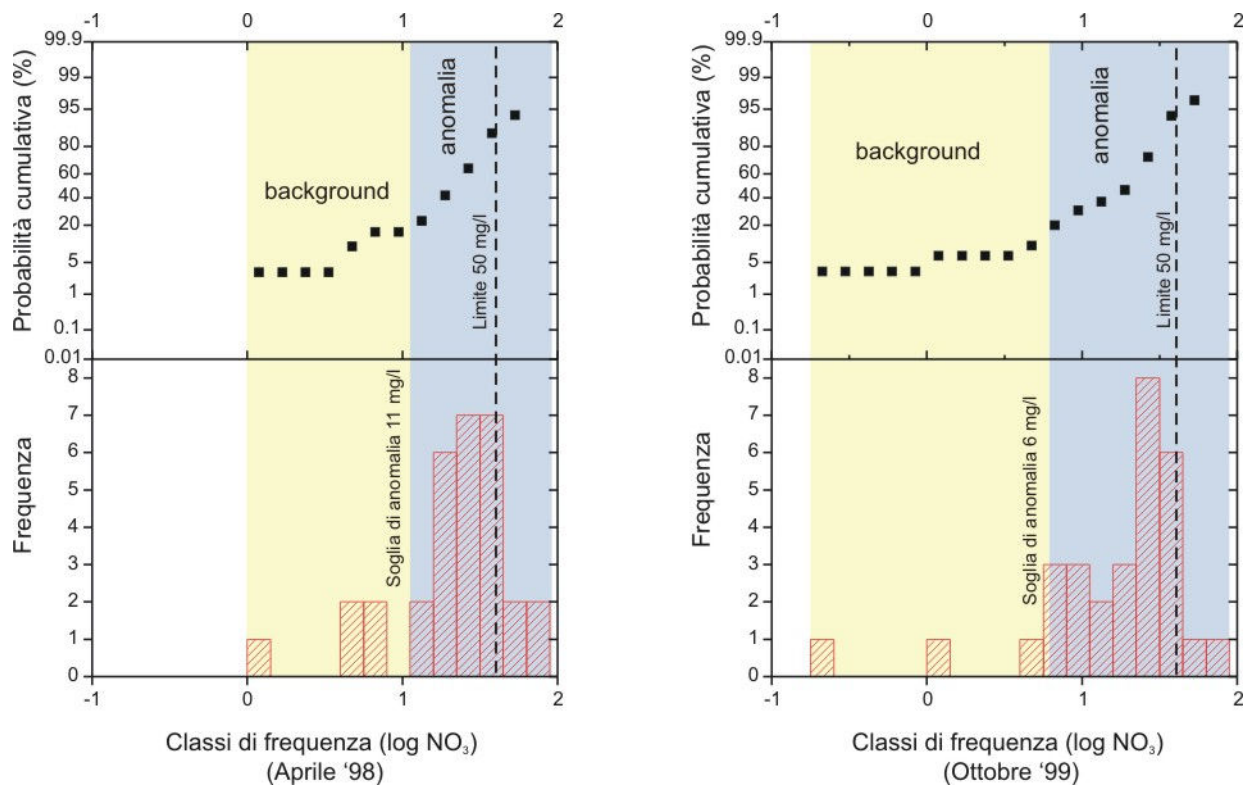 -1 0 1 2
99.9
99
95
80
60
40
20
5
1
0.1
0.01
Probabilità cumulativa (%)
background
anomalia
Limite 50 mg/l
8
7
6
5
4
3
2
1
0
Frequenza
Soglia di anomalia 11 mg/l
-1 0 1 2
Classi di frequenza (log NO₃)
(Aprile ‘98)
-1 0 1 2
99.9
99
95
80
60
40
20
5
1
0.1
0.01
Probabilità cumulativa (%)
background
anomalia
Limite 50 mg/l
8
7
6
5
4
3
2
1
0
Frequenza
Soglia di anomalia 6 mg/l
-1 0 1 2
Classi di frequenza (log NO₃)
(Ottobre ‘99)